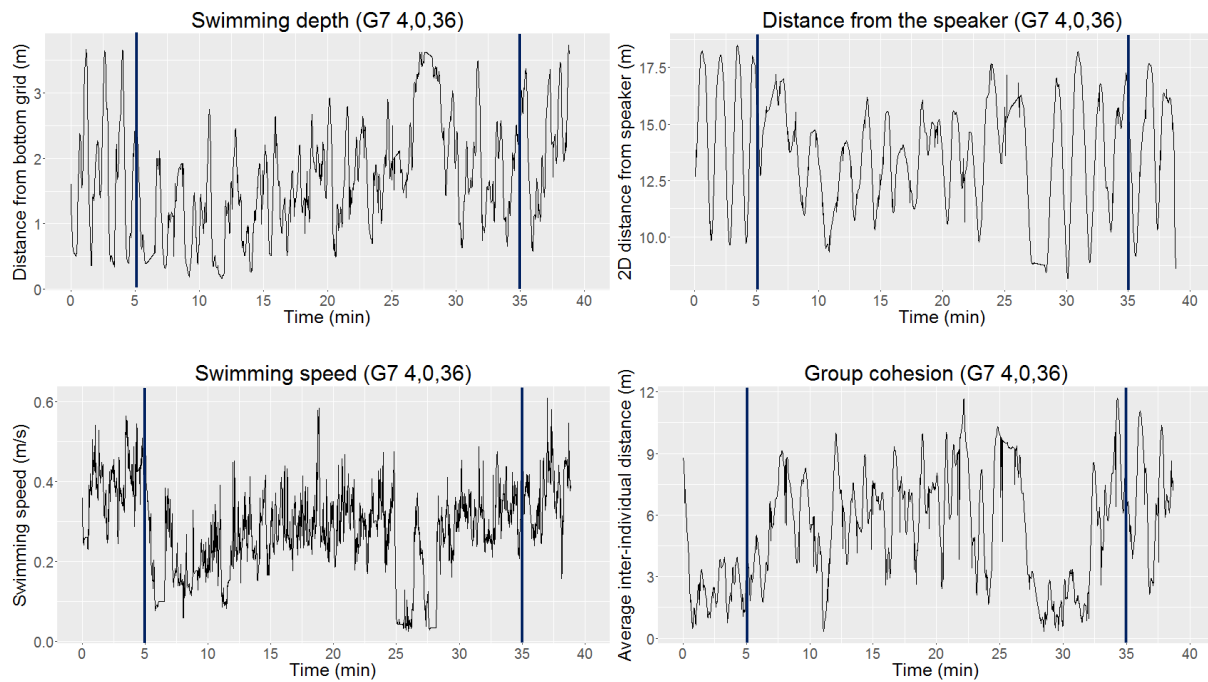 Swimming depth (G7 4,0,36)
Distance from bottom grid) (m)
3
2
1
0
0 5 10 15 20 25 30 35 40
Time (min)
Distance from the speaker (G7 4,0,36)
2D distance from speaker (m)
17.5
15.0
12.5
10.0
0 5 10 15 20 25 30 35 40
Time (min)
Swimming speed (G7 4,0,36)
Swimming speed (m/s)
0.6
0.4
0.2
0.0
0 5 10 15 20 25 30 35 40
Time (min)
Group cohesion (G7 4,0,36)
Average inter-individual distance (m)
12
9
6
3
0
0 5 10 15 20 25 30 35 40
Time (min)